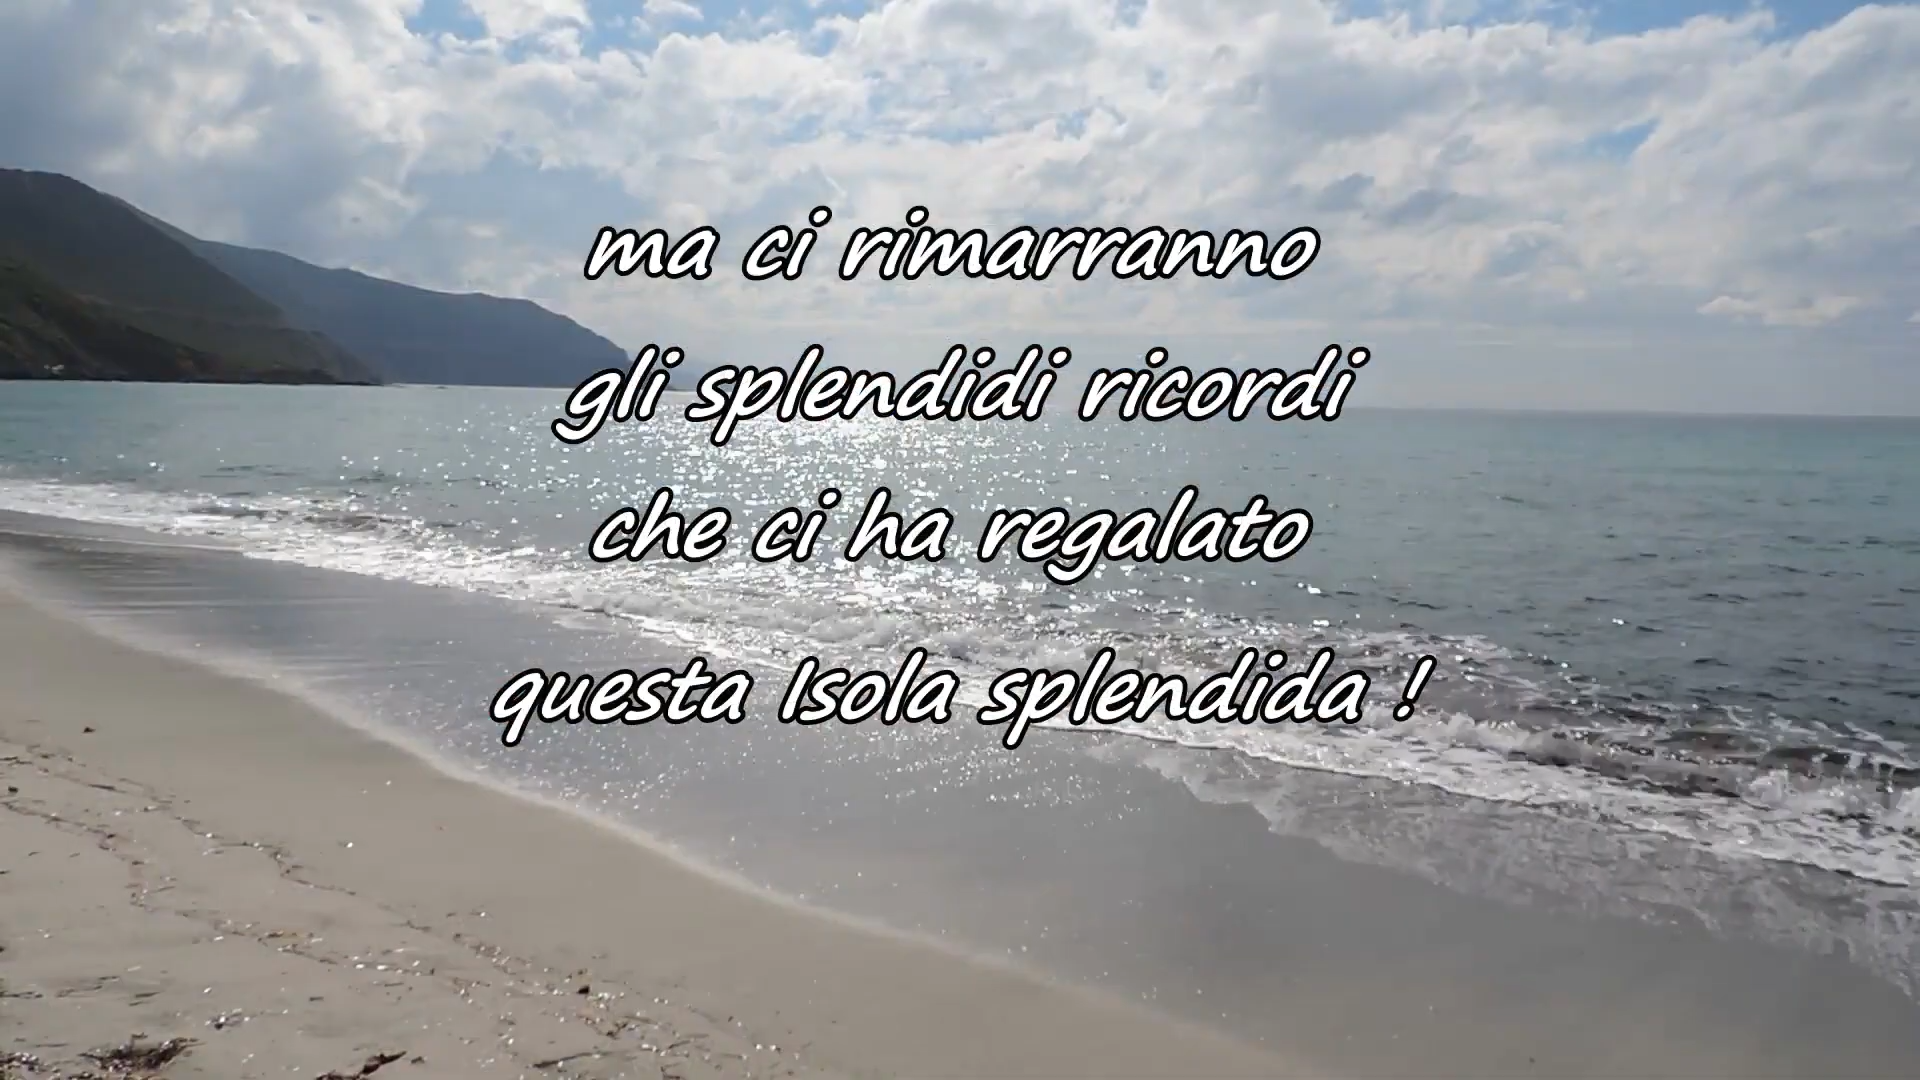 ma ci rimarranno
gli splendidi ricordi
che ci ha regalato
questa Isola splendida !